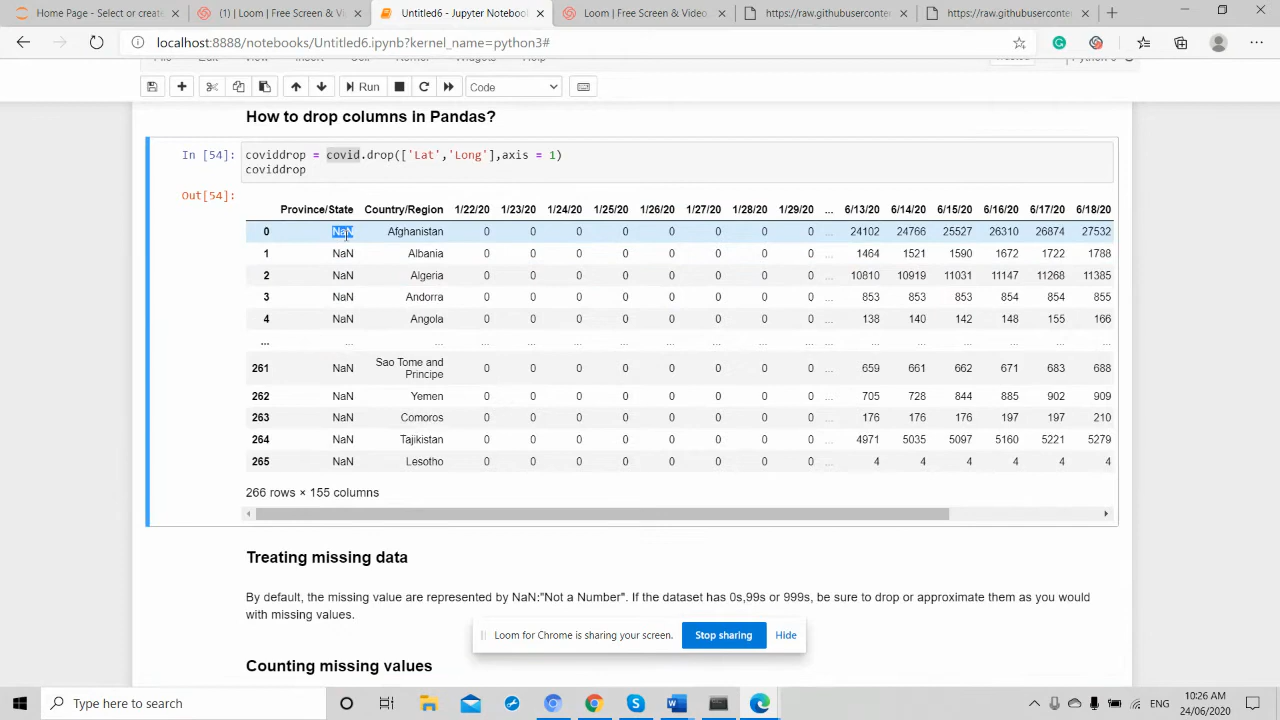 Home Page - Select or create a
(1) Loom | Free Screen & Video
Untitled6 - Jupyter Notebook
Loom | Free Screen & Video
https://raw.githubuserconte
https://raw.githubuserconte
localhost:8888/notebooks/Untitled6.ipynb?kernel_name=python3#
Run
Code
How to drop columns in Pandas?
In [54]:
coviddrop = covid.drop(['Lat','Long'],axis = 1)
coviddrop
Out[54]:
Province/State Country/Region 1/22/20 1/23/20 1/24/20 1/25/20 1/26/20 1/27/20 1/28/20 1/29/20 ... 6/13/20 6/14/20 6/15/20 6/16/20 6/17/20 6/18/20
0 NaN Afghanistan 0 0 0 0 0 0 0 0 ... 24102 24766 25527 26310 26874 27532
1 NaN Albania 0 0 0 0 0 0 0 0 ... 1464 1521 1590 1672 1722 1788
2 NaN Algeria 0 0 0 0 0 0 0 0 ... 10810 10919 11031 11147 11268 11385
3 NaN Andorra 0 0 0 0 0 0 0 0 ... 853 853 853 854 854 855
4 NaN Angola 0 0 0 0 0 0 0 0 ... 138 140 142 148 155 166
... ... ... ... ... ... ... ... ... ... ... ... ... ... ... ... ... ...
261 NaN Sao Tome and Principe 0 0 0 0 0 0 0 0 ... 659 661 662 671 683 688
262 NaN Yemen 0 0 0 0 0 0 0 0 ... 705 728 844 885 902 909
263 NaN Comoros 0 0 0 0 0 0 0 0 ... 176 176 176 197 197 210
264 NaN Tajikistan 0 0 0 0 0 0 0 0 ... 4971 5035 5097 5160 5221 5279
265 NaN Lesotho 0 0 0 0 0 0 0 0 ... 4 4 4 4 4 4
266 rows × 155 columns
Treating missing data
By default, the missing value are represented by NaN:"Not a Number". If the dataset has 0s,99s or 999s, be sure to drop or approximate them as you would
with missing values.
Loom for Chrome is sharing your screen.
Stop sharing
Hide
Counting missing values
Type here to search
ENG
10:26 AM
24/06/2020